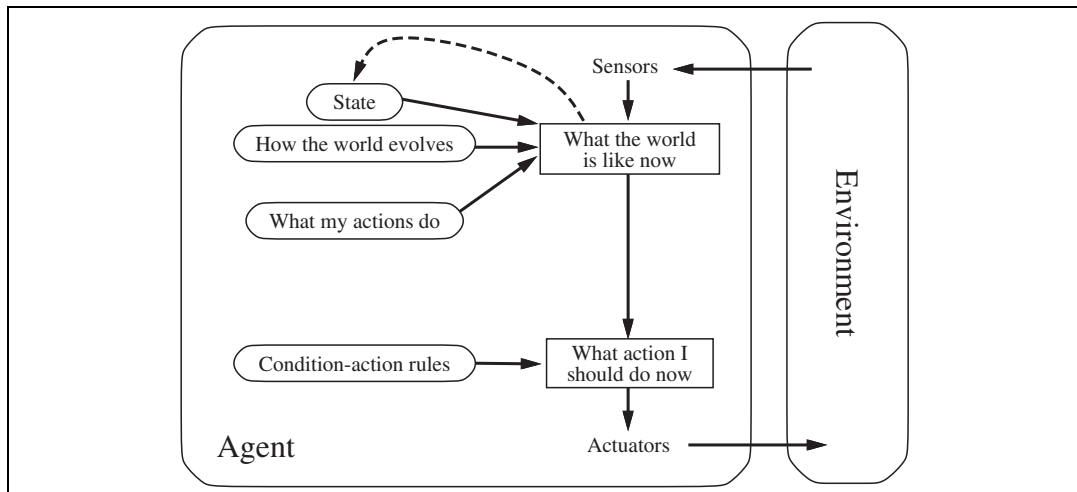 Sensors
State
How the world evolves
What the world
is like now
What my actions do
Environment
Condition-action rules
What action I
should do now
Agent
Actuators